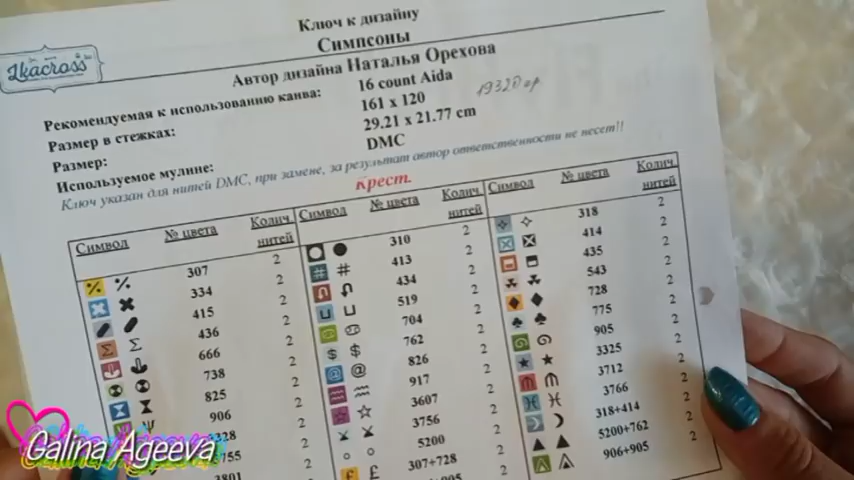 Ключ к дизайну
Симпсоны
Lkacross
Автор дизайна Наталья Орехова
Рекомендуемая к использованию канва: 16 count Aida
Размер в стежках: 161 x 120
Размер: 29.21 x 21.77 cm
Используемое мулине: DMC
Ключ указан для нитей DMC, при замене, за результат автор ответственности не несет!!
Крест.
Символ № цвета Колич нитей Символ № цвета Колич нитей Символ № цвета Колич нитей
307 2 310 2 318 2
334 2 413 2 414 2
415 2 434 2 435 2
436 2 519 2 543 2
666 2 704 2 728 2
738 2 762 2 775 2
825 2 826 2 905 2
906 2 917 2 3325 2
3607 2 3712 2
3756 2 3766 2
5200 2 318+414 2
307+728 2 5200+762 2
906+905 2
Galina Ageeva